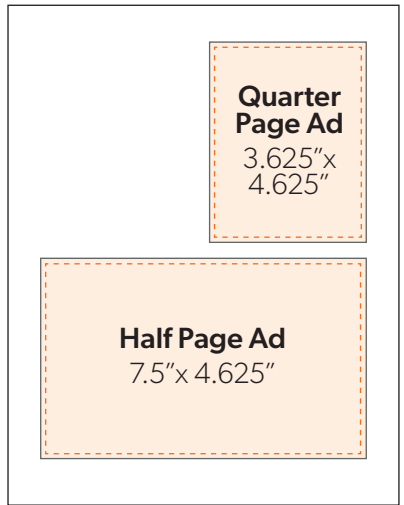 Quarter
Page Ad
3.625”x
4.625”
Half Page Ad
7.5”x 4.625”